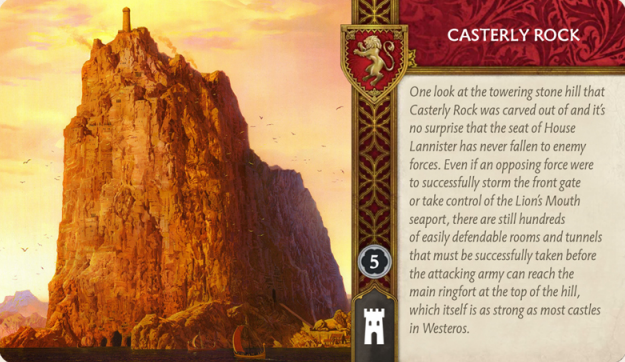 CASTERLY ROCK
One look at the towering stone hill that
Casterly Rock was carved out of and it's
no surprise that the seat of House
Lannister has never fallen to enemy
forces. Even if an opposing force were
to successfully storm the front gate
or take control of the Lion's Mouth
seaport, there are still hundreds
of easily defendable rooms and tunnels
that must be successfully taken before
the attacking army can reach the
main ringfort at the top of the hill,
which itself is as strong as most castles
in Westeros.
5